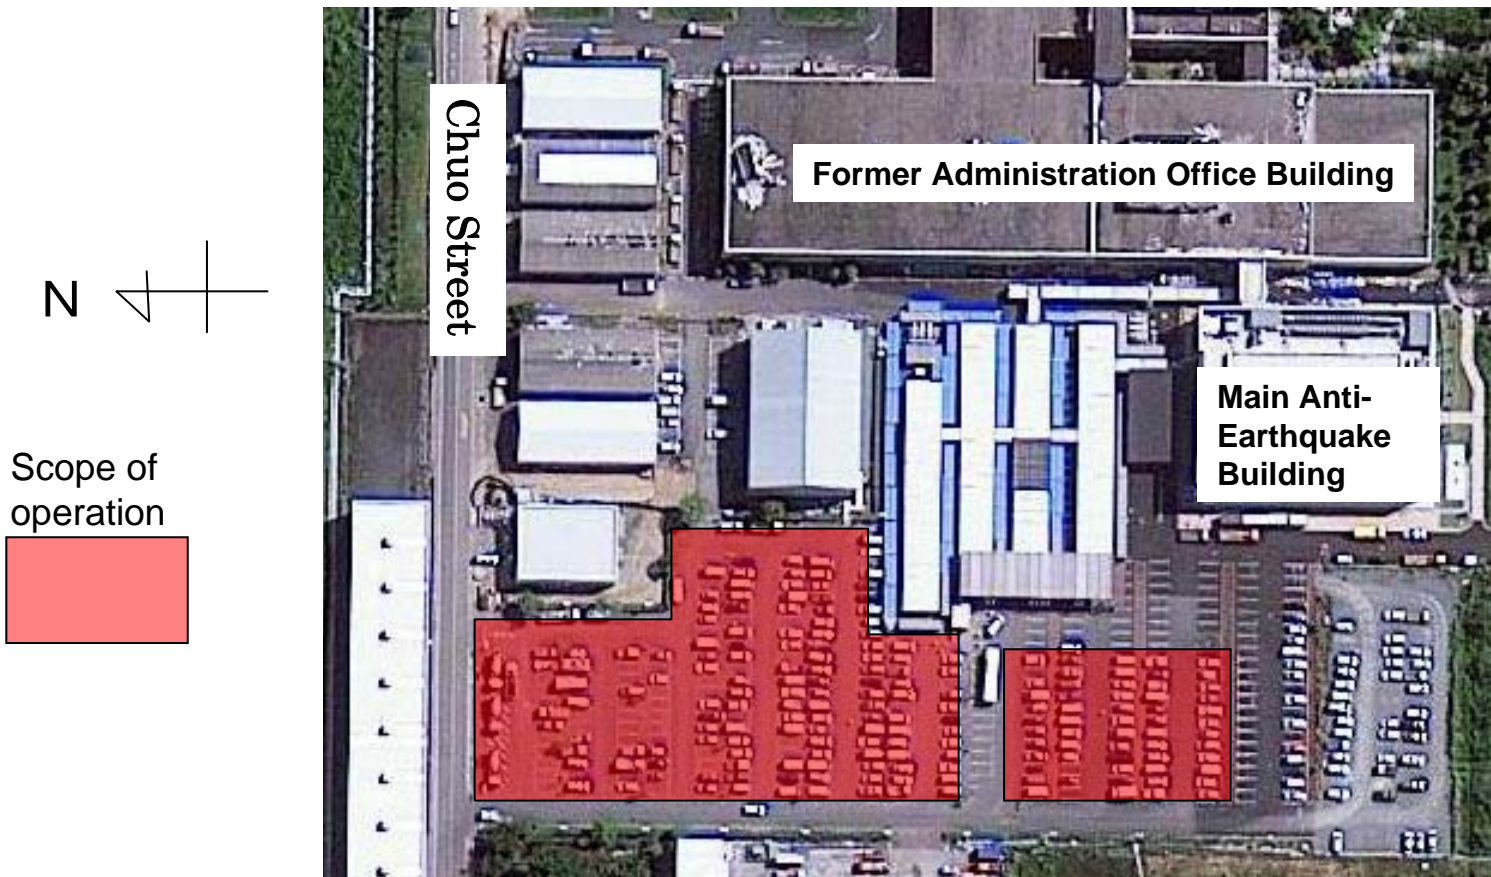 Chuo Street
Former Administration Office Building
N
Main Anti-
Earthquake
Building
Scope of
operation